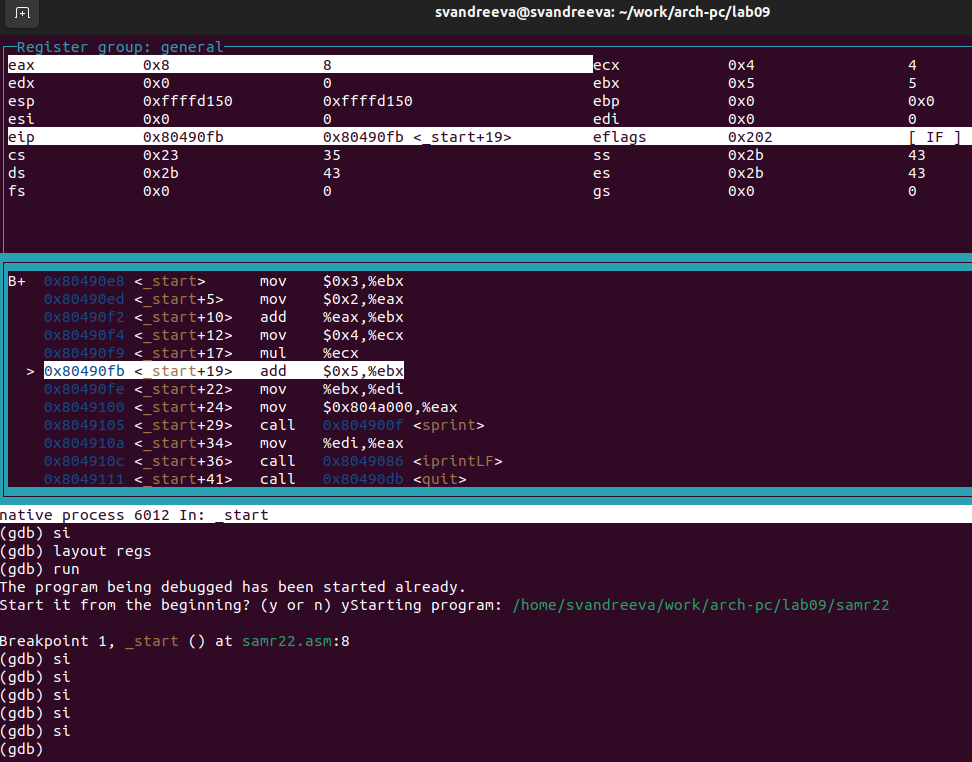 svandreeva@svandreeva: ~/work/arch-pc/lab09
Register group: general
eax 0x8 8 ecx 0x4 4
edx 0x0 0 ebx 0x5 5
esp 0xffffd150 0xffffd150 ebp 0x0 0x0
esi 0x0 0 edi 0x0 0
eip 0x80490fb 0x80490fb <_start+19> eflags 0x202 [ IF ]
cs 0x23 35 ss 0x2b 43
ds 0x2b 43 es 0x2b 43
fs 0x0 0 gs 0x0 0
B+ 0x80490e8 <_start> mov $0x3,%ebx
0x80490ed <_start+5> mov $0x2,%eax
0x80490f2 <_start+10> add %eax,%ebx
0x80490f4 <_start+12> mov $0x4,%ecx
0x80490f9 <_start+17> mul %ecx
> 0x80490fb <_start+19> add $0x5,%ebx
0x80490fe <_start+22> mov %ebx,%edi
0x8049100 <_start+24> mov $0x804a000,%eax
0x8049105 <_start+29> call 0x804900f <sprint>
0x804910a <_start+34> mov %edi,%eax
0x804910c <_start+36> call 0x8049086 <iprintLF>
0x8049111 <_start+41> call 0x80490db <quit>
native process 6012 In: _start
(gdb) si
(gdb) layout regs
(gdb) run
The program being debugged has been started already.
Start it from the beginning? (y or n) yStarting program: /home/svandreeva/work/arch-pc/lab09/samr22
Breakpoint 1, _start () at samr22.asm:8
(gdb) si
(gdb) si
(gdb) si
(gdb) si
(gdb) si
(gdb)